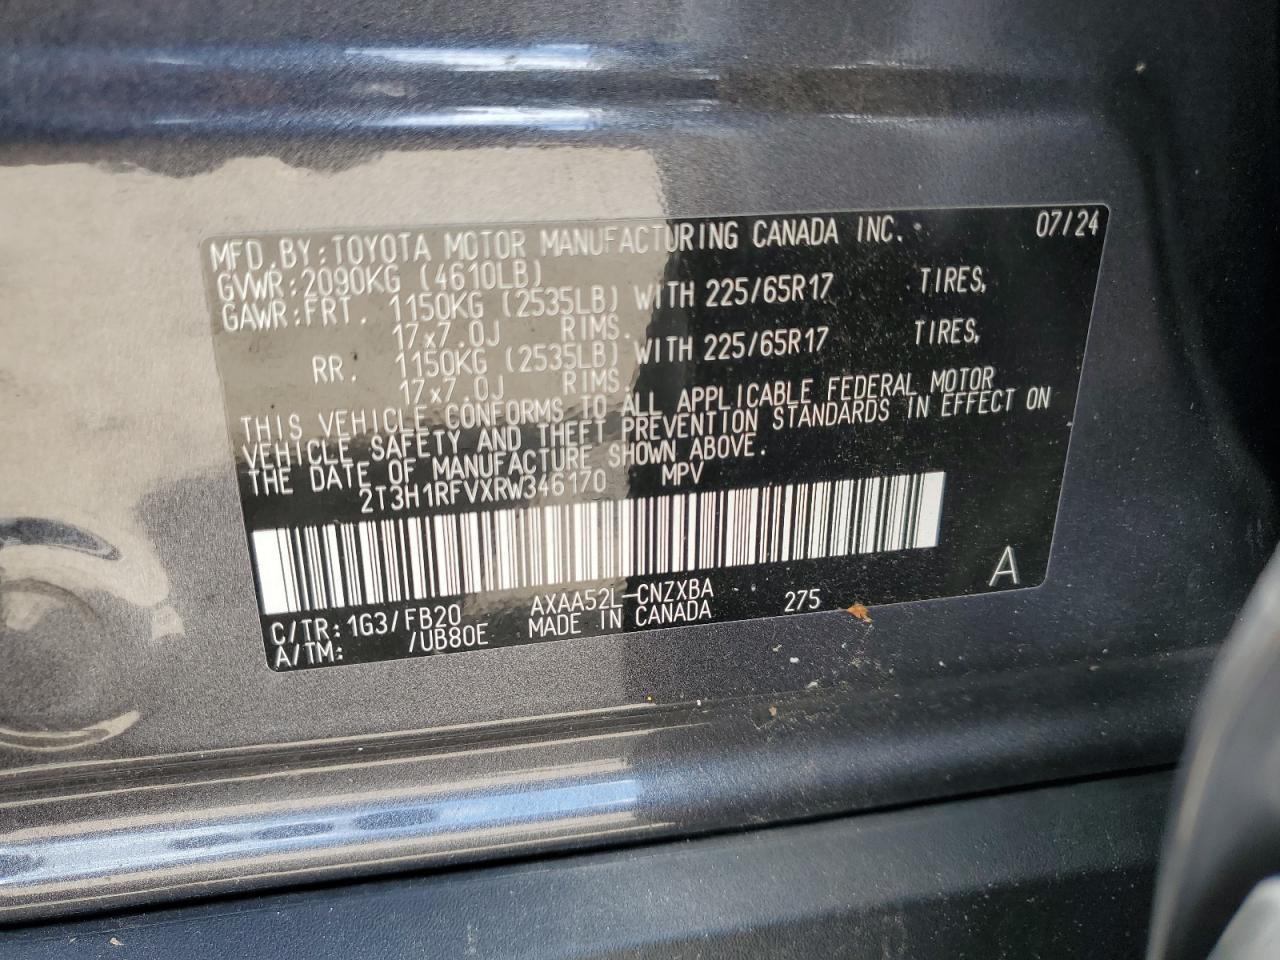 MFD.BY:TOYOTA MOTOR MANUFACTURING CANADA INC. 07/24
GVWR:2090KG (4610LB)
GAWR:FRT. 1150KG (2535LB) WITH 225/65R17 TIRES,
17x7.0J RIMS.
RR. 1150KG (2535LB) WITH 225/65R17 TIRES,
17x7.0J RIMS.
THIS VEHICLE CONFORMS TO ALL APPLICABLE FEDERAL MOTOR
VEHICLE SAFETY AND THEFT PREVENTION STANDARDS IN EFFECT ON
THE DATE OF MANUFACTURE SHOWN ABOVE.
2T3H1RFVXRW346170 MPV
A
C/TR:1G3/FB20 AXAA52L-CNZXBA 275
A/TM: /UB80E MADE IN CANADA